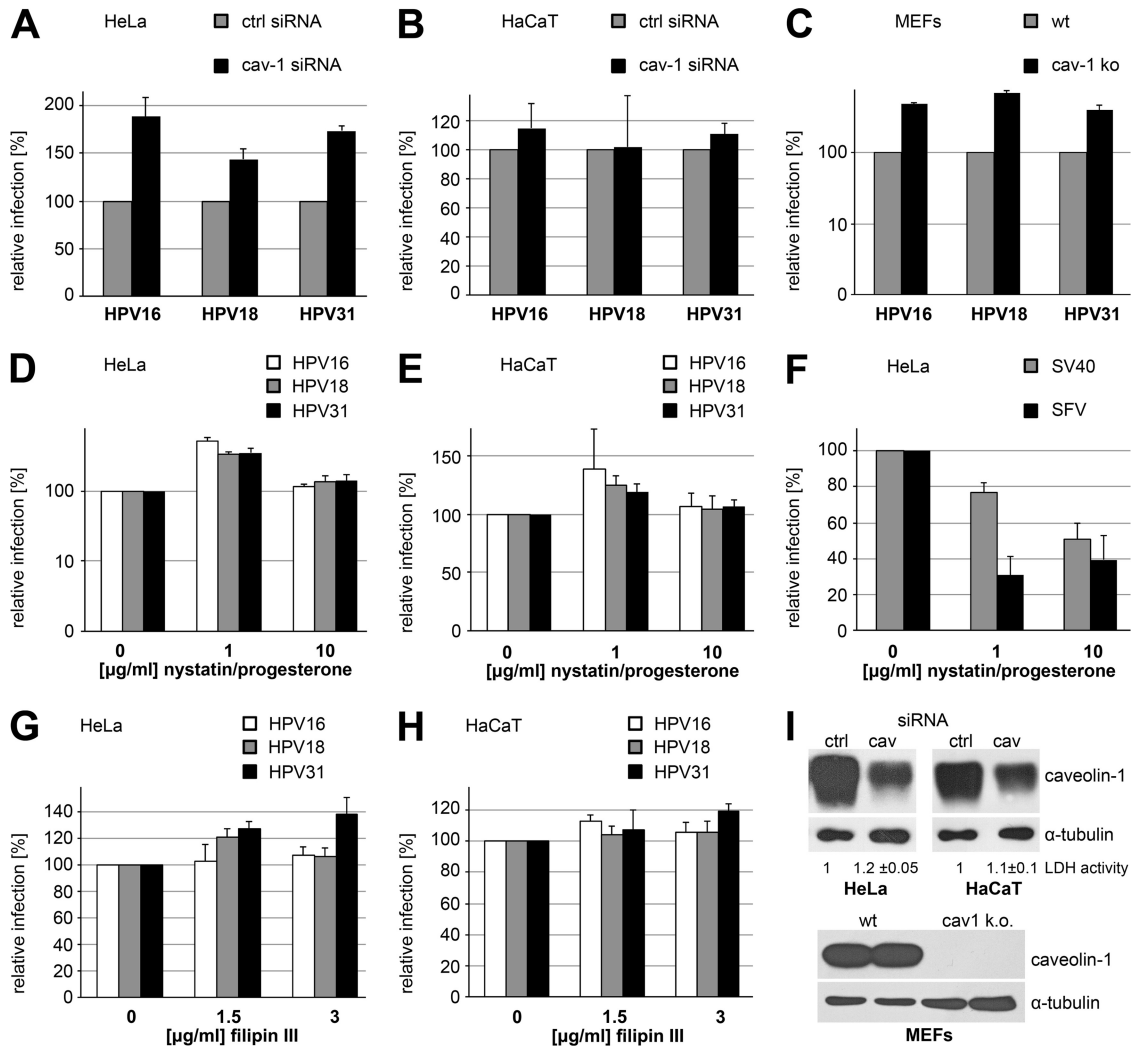 A HeLa ctrl siRNA
cav-1 siRNA
relative infection [%]
200
150
100
50
0
HPV16 HPV18 HPV31
B HaCaT ctrl siRNA
cav-1 siRNA
relative infection [%]
120
100
80
60
40
20
0
HPV16 HPV18 HPV31
C MEFs wt
cav-1 ko
relative infection [%]
100
10
0
HPV16 HPV18 HPV31
D HeLa HPV16
HPV18
HPV31
relative infection [%]
100
10
0
0 1 10
[µg/ml] nystatin/progesterone
E HaCaT HPV16
HPV18
HPV31
relative infection [%]
150
100
50
0
0 1 10
[µg/ml] nystatin/progesterone
F HeLa SV40
SFV
relative infection [%]
100
80
60
40
20
0
0 1 10
[µg/ml] nystatin/progesterone
G HeLa HPV16
HPV18
HPV31
relative infection [%]
140
120
100
80
60
40
20
0
0 1.5 3
[µg/ml] filipin III
H HaCaT HPV16
HPV18
HPV31
relative infection [%]
120
100
80
60
40
20
0
0 1.5 3
[µg/ml] filipin III
I siRNA
ctrl cav ctrl cav
caveolin-1
α-tubulin
1 1.2 ±0.05 1 1.1±0.1 LDH activity
HeLa HaCaT
wt cav1 k.o.
caveolin-1
α-tubulin
MEFs